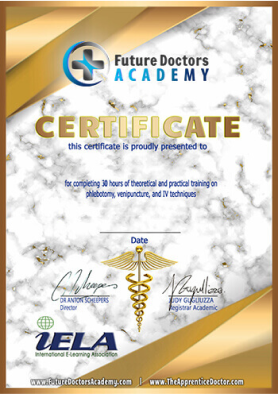 Future Doctors
ACADEMY
CERTIFICATE
this certificate is proudly presented to
for completing 30 hours of theoretical and practical training on
phlebotomy, venipuncture, and IV techniques
Date
DR ANTON SCHEEPERS
Director
JUDY GUGLIUZZA
Registrar Academic
iELA
International E-Learning Association
www.FutureDoctorsAcademy.com | www.TheApprenticeDoctor.com